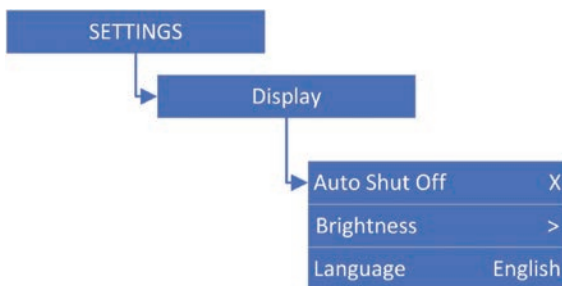 SETTINGS
Display
Auto Shut Off X
Brightness >
Language English